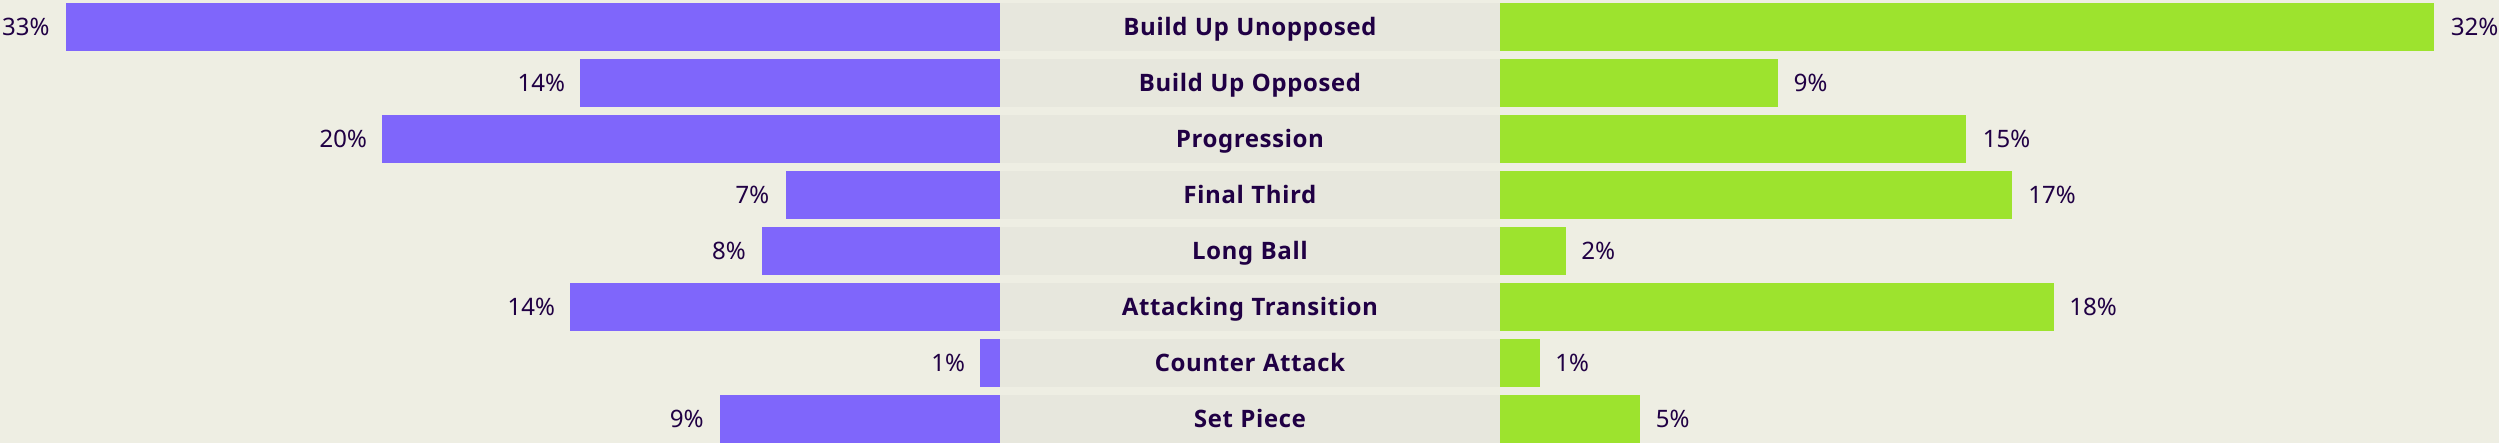 33% Build Up Unopposed 32%
14% Build Up Opposed 9%
20% Progression 15%
7% Final Third 17%
8% Long Ball 2%
14% Attacking Transition 18%
1% Counter Attack 1%
9% Set Piece 5%